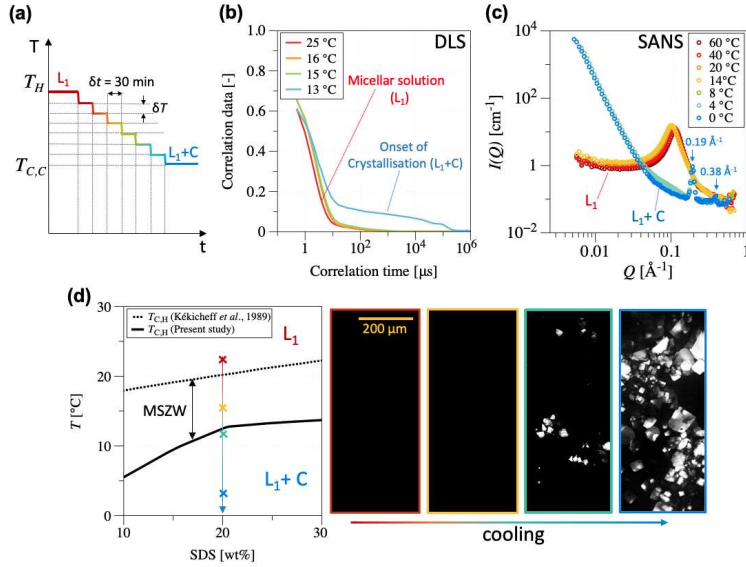 (a)
T
T_H
L₁
δt = 30 min
δT
T_C,C
L₁+C
t
(b)
DLS
Correlation data [-]
1
0.8
0.6
0.4
0.2
0
25 °C
16 °C
15 °C
13 °C
Micellar solution
(L₁)
Onset of
Crystallisation (L₁+C)
1
10²
10⁴
10⁶
Correlation time [µs]
(c)
SANS
I(Q) [cm⁻¹]
10⁴
10²
1
10⁻²
60 °C
40 °C
20 °C
14°C
8 °C
4 °C
0 °C
0.19 Å⁻¹
0.38 Å⁻¹
L₁
L₁+ C
0.01
0.1
1
Q [Å⁻¹]
(d)
T [°C]
40
30
20
10
0
T_C,H (Kékicheff et al., 1989)
T_C,H (Present study)
L₁
MSZW
L₁+ C
10
20
30
SDS [wt%]
200 µm
cooling